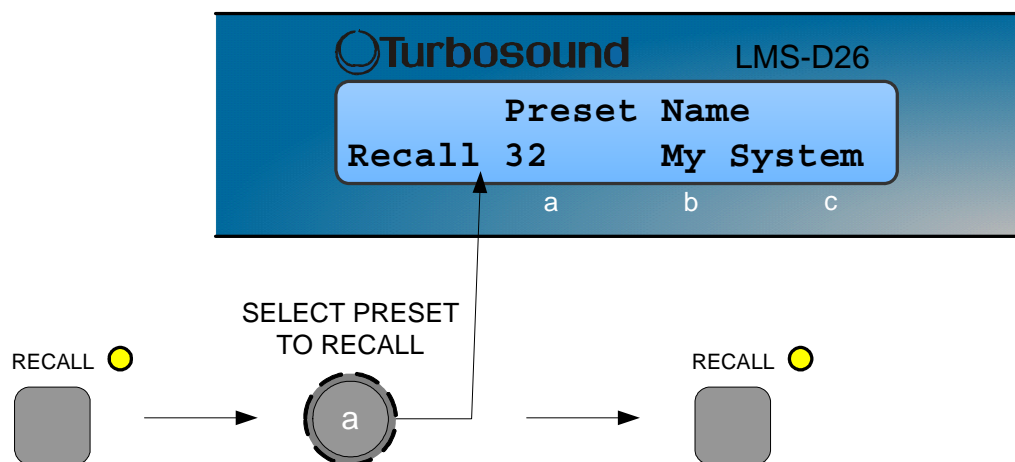 Turbosound LMS-D26
Preset Name
Recall 32 My System
a b c
SELECT PRESET
TO RECALL
RECALL
a
RECALL